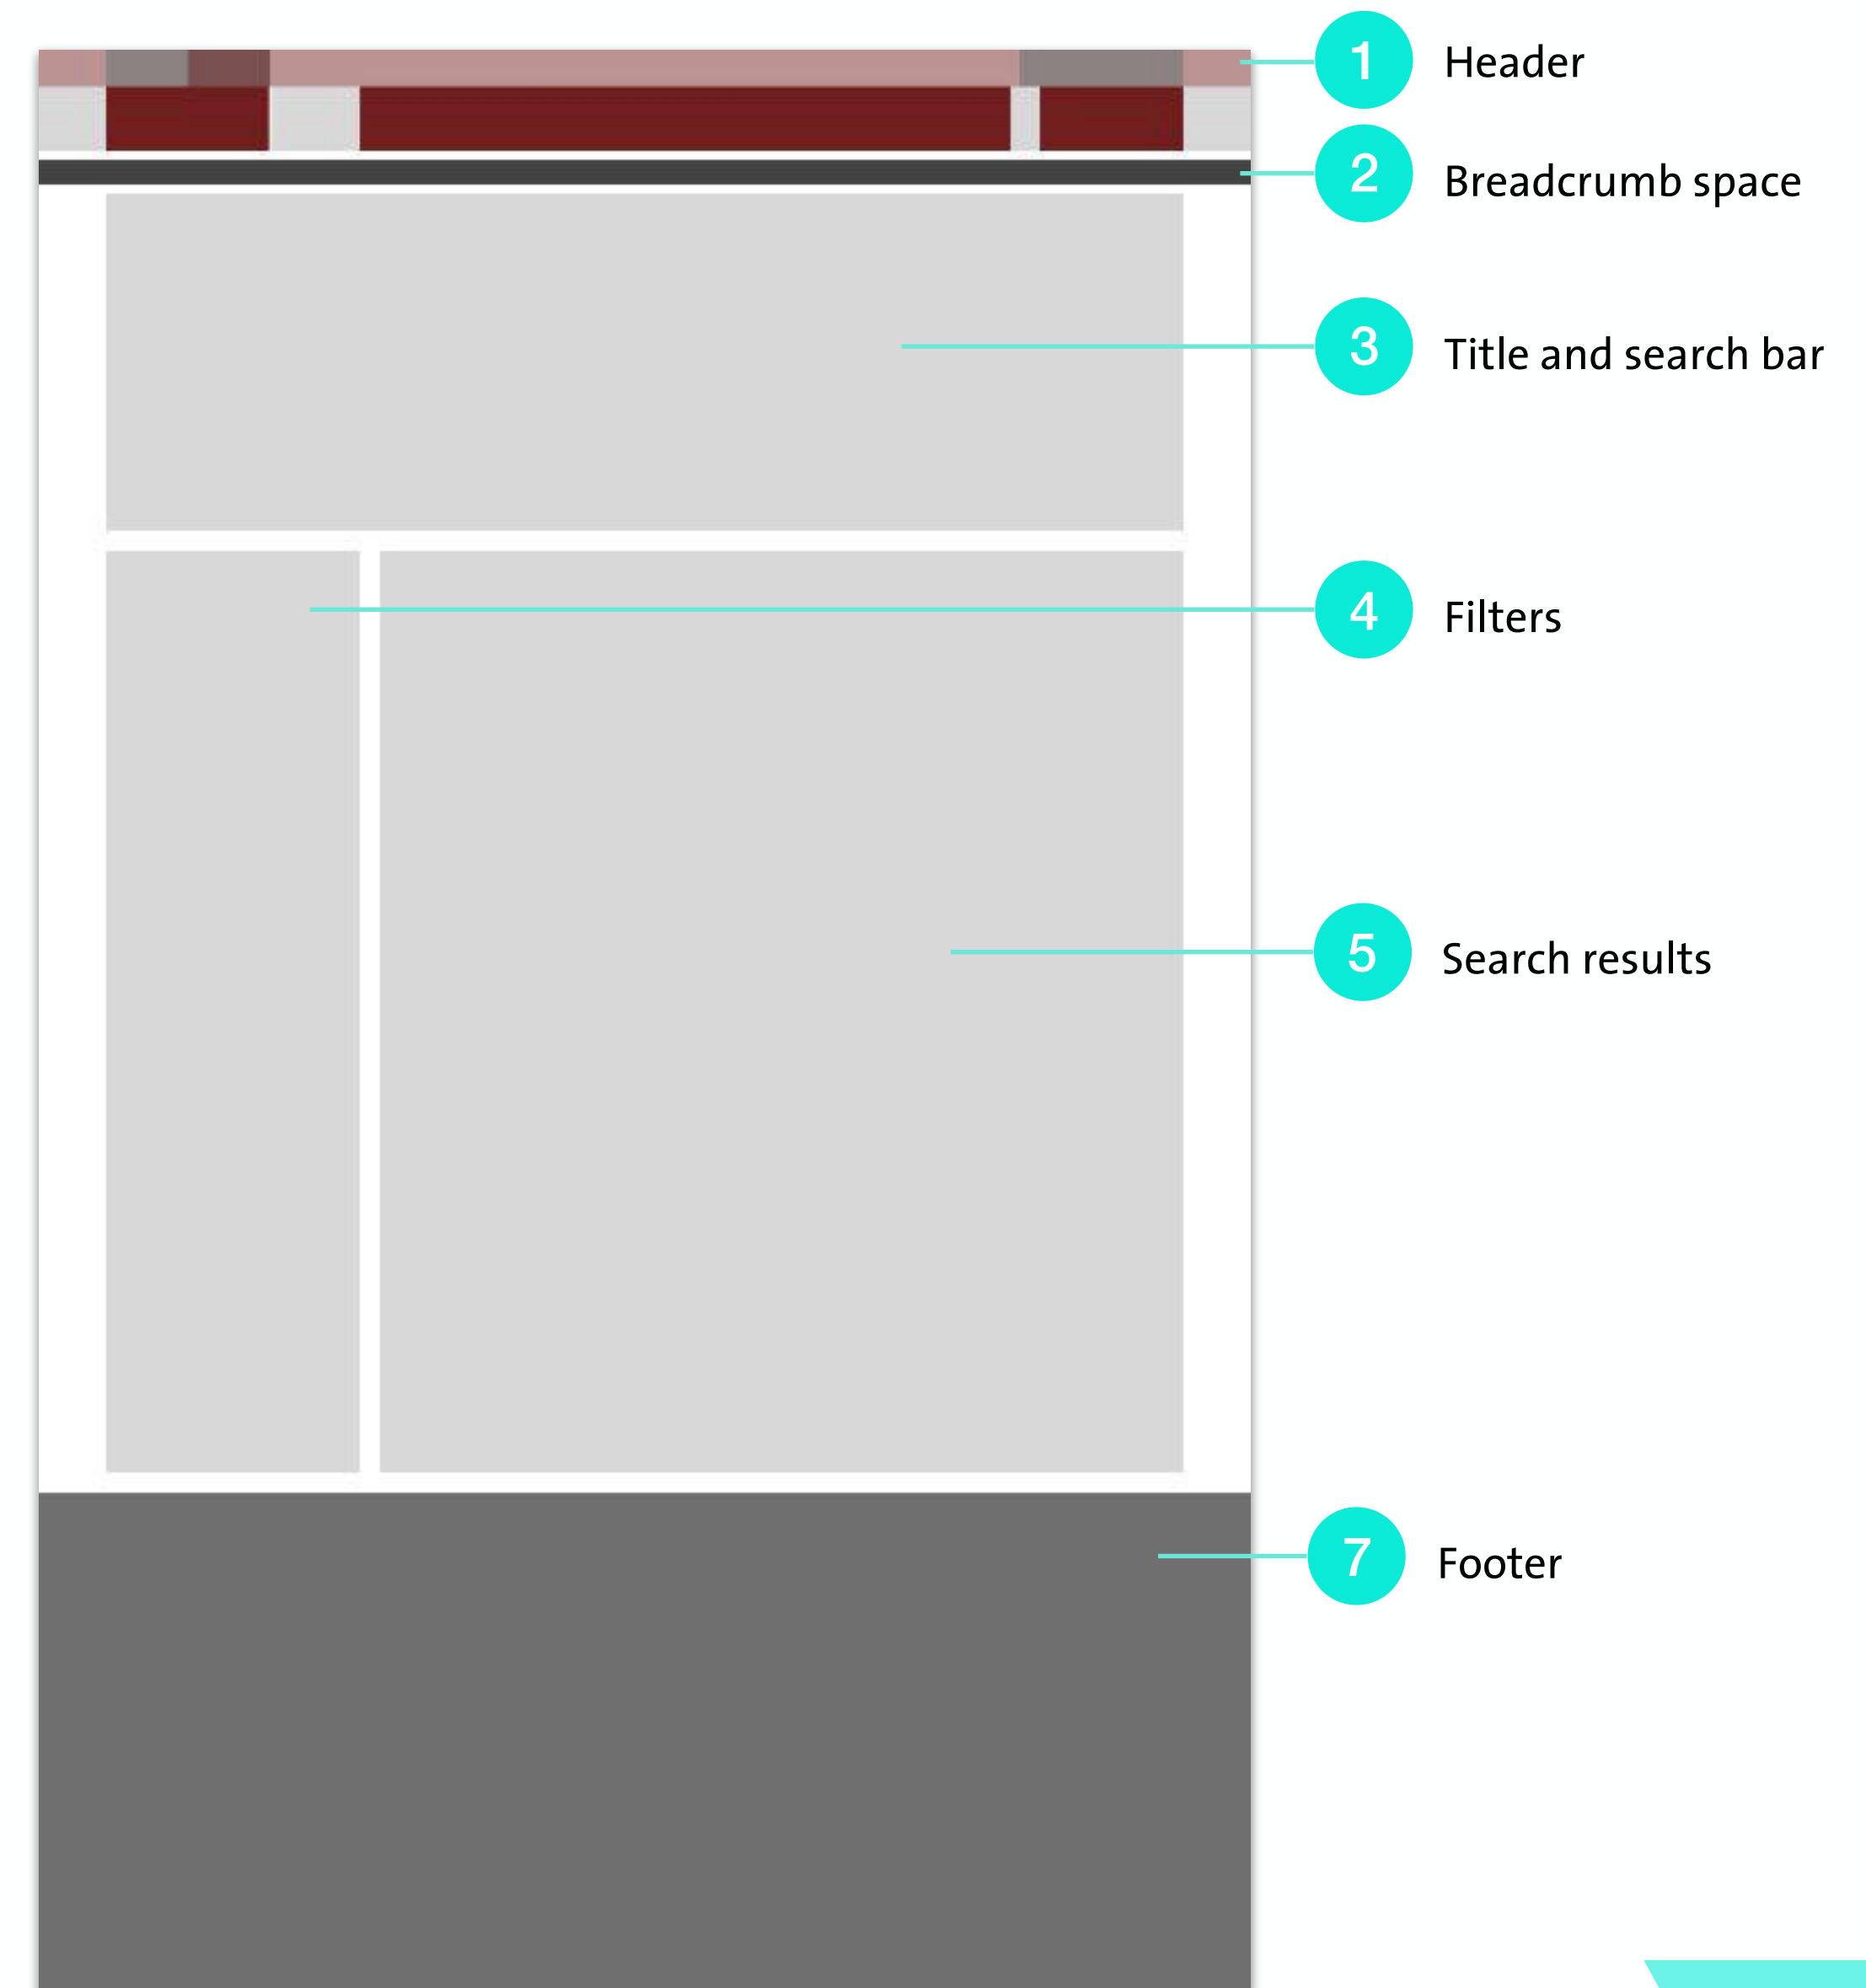 1 Header
2 Breadcrumb space
3 Title and search bar
4 Filters
5 Search results
7 Footer